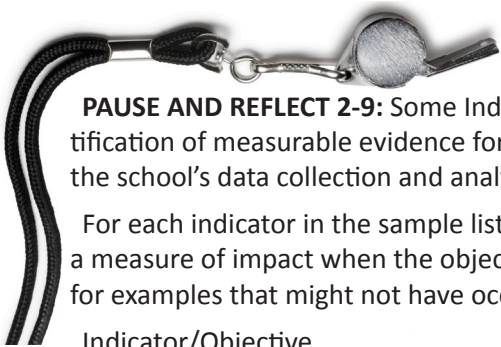 PAUSE AND REFLECT 2-9: Some Ind
tification of measurable evidence for
the school's data collection and analy
For each indicator in the sample list
a measure of impact when the objec
for examples that might not have occ
Indicator/Objective